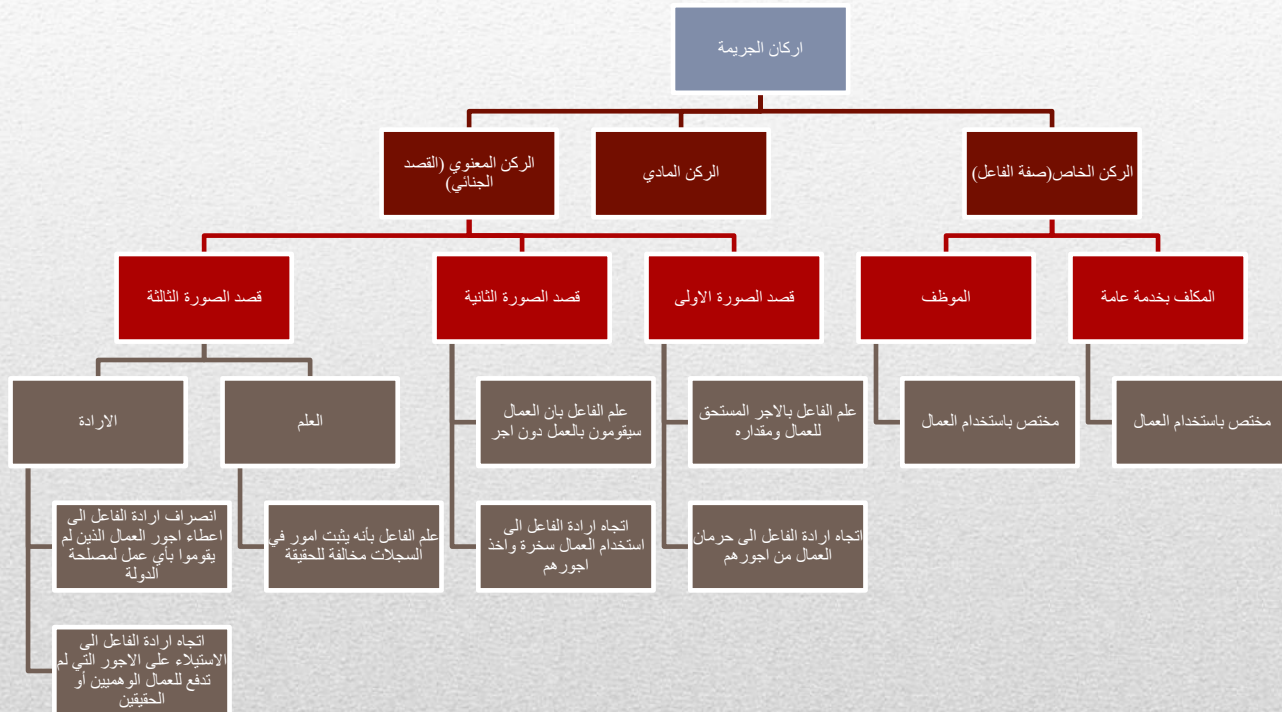 اركان الجريمة
الركن الخاص(صفة الفاعل)
الركن المادي
الركن المعنوي (القصد
الجنائي)
المكلف بخدمة عامة
الموظف
قصد الصورة الاولى
قصد الصورة الثانية
قصد الصورة الثالثة
مختص باستخدام العمال
مختص باستخدام العمال
علم الفاعل بالاجر المستحق
للعمال ومقداره
علم الفاعل بان العمال
سيقومون بالعمل دون اجر
العلم
الارادة
اتجاه ارادة الفاعل الى حرمان
العمال من اجورهم
اتجاه ارادة الفاعل الى
استخدام العمال سخرة واخذ
اجورهم
علم الفاعل بأنه يثبت امور في
السجلات مخالفة للحقيقة
انصراف ارادة الفاعل الى
اعطاء اجور العمال الذين لم
يقوموا بأي عمل لمصلحة
الدولة
اتجاه ارادة الفاعل الى
الاستيلاء على الاجور التي لم
تدفع للعمال الوهميين أو
الحقيقين